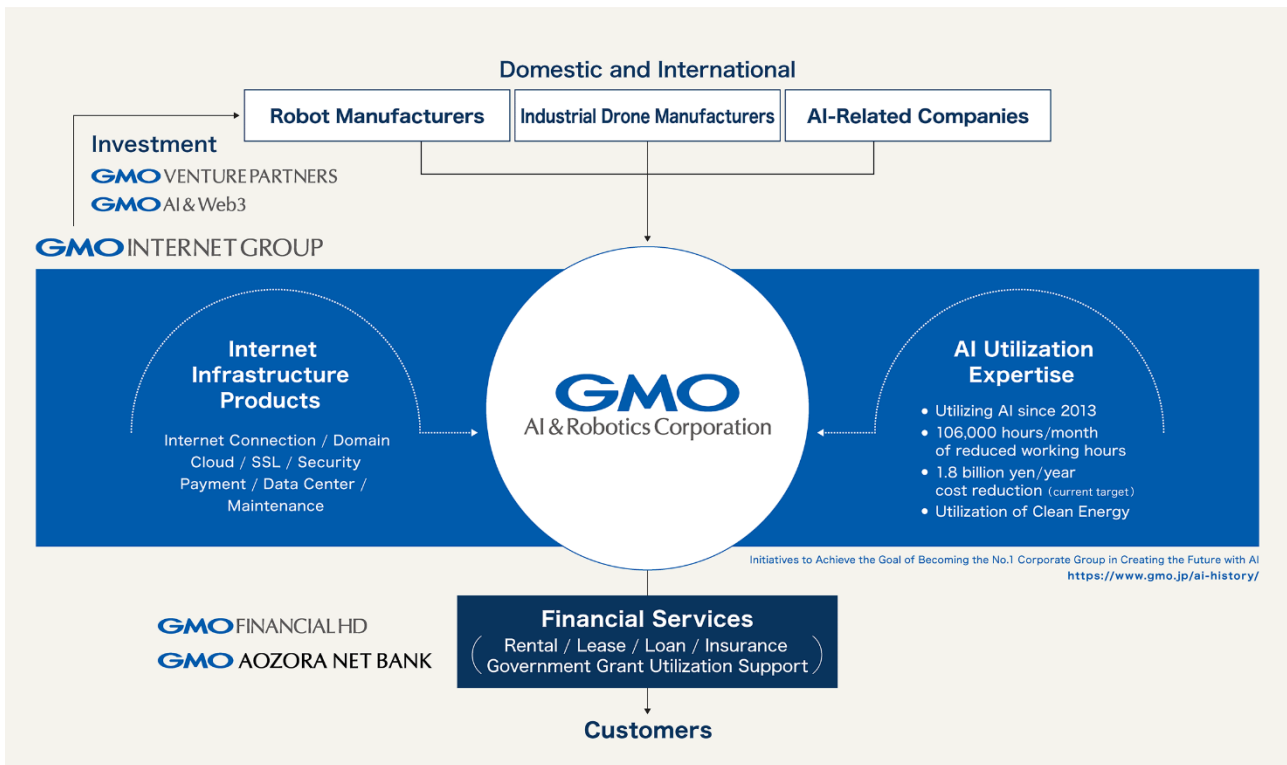 Domestic and International
Robot Manufacturers
Industrial Drone Manufacturers
AI-Related Companies
Investment
GMO VENTURE PARTNERS
GMO AI & Web3
GMO INTERNET GROUP
Internet
Infrastructure
Products
Internet Connection / Domain
Cloud / SSL / Security
Payment / Data Center /
Maintenance
GMO
AI & Robotics Corporation
AI Utilization
Expertise
• Utilizing AI since 2013
• 106,000 hours/month
of reduced working hours
• 1.8 billion yen/year
cost reduction (current target)
• Utilization of Clean Energy
Initiatives to Achieve the Goal of Becoming the No.1 Corporate Group in Creating the Future with AI
https://www.gmo.jp/ai-history/
GMO FINANCIAL HD
GMO AOZORA NET BANK
Financial Services
(Rental / Lease / Loan / Insurance
Government Grant Utilization Support)
Customers